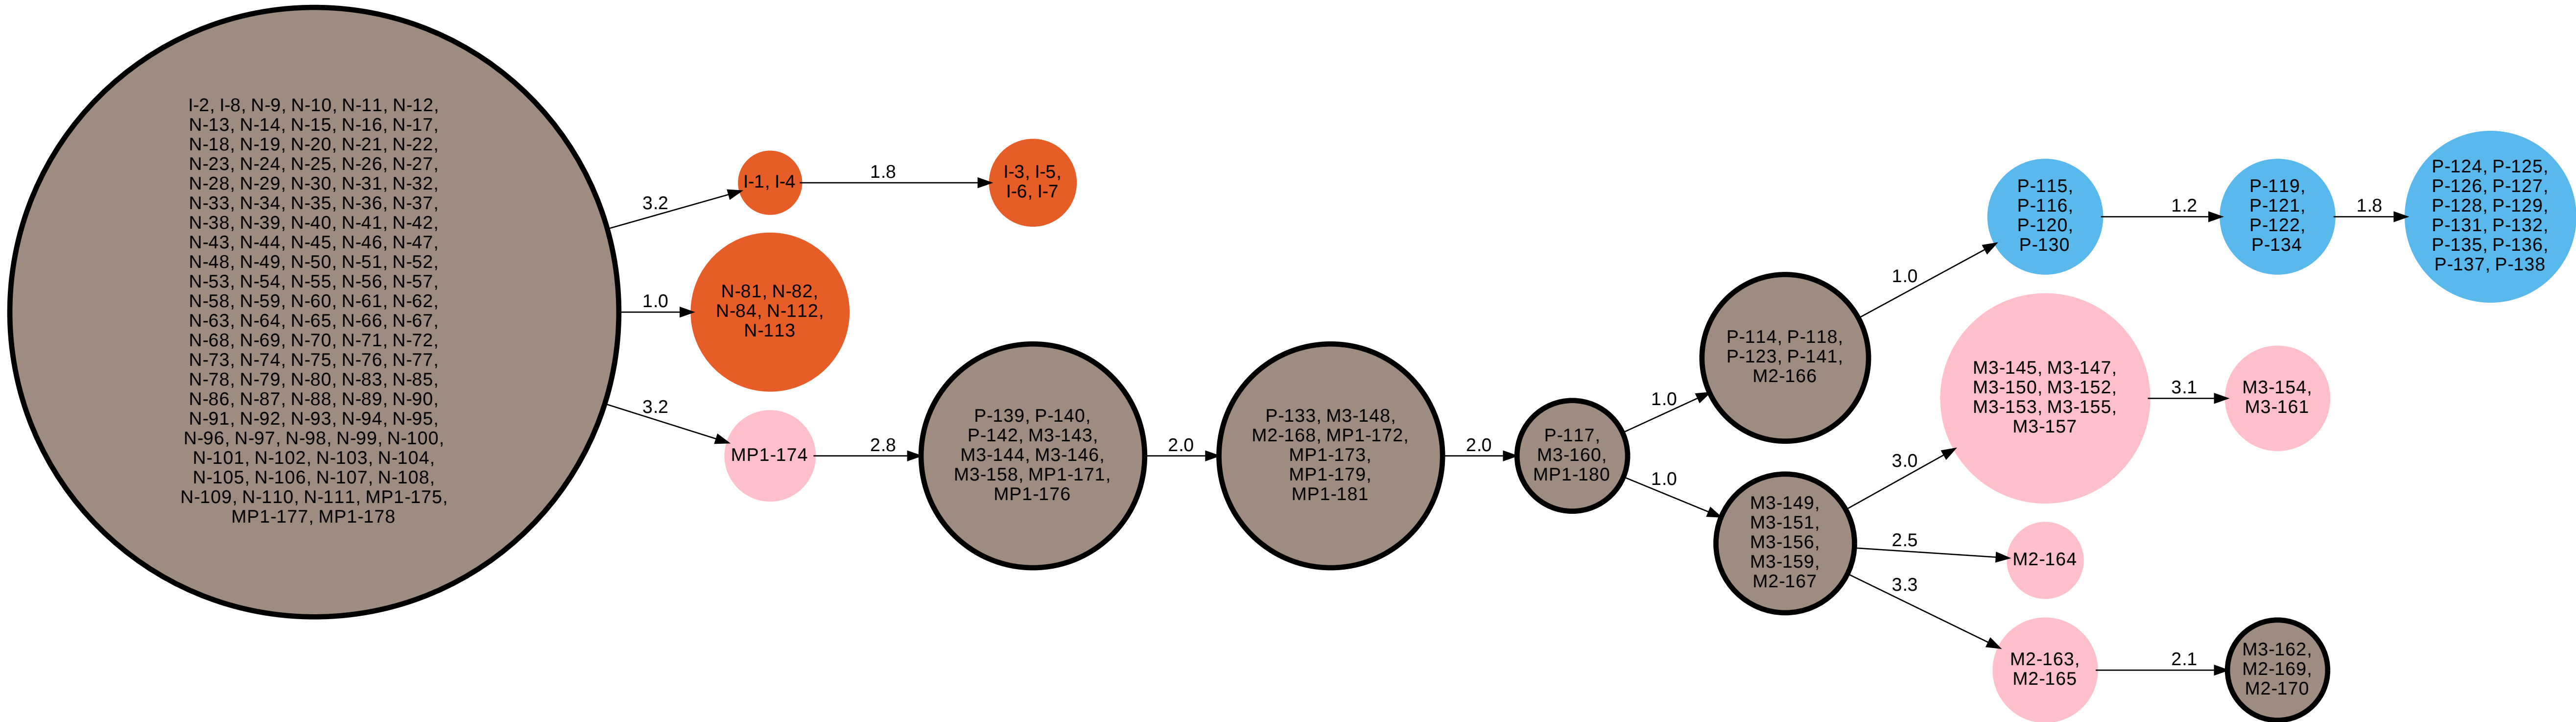 I-2, I-8, N-9, N-10, N-11, N-12,
N-13, N-14, N-15, N-16, N-17,
N-18, N-19, N-20, N-21, N-22,
N-23, N-24, N-25, N-26, N-27,
N-28, N-29, N-30, N-31, N-32,
N-33, N-34, N-35, N-36, N-37,
N-38, N-39, N-40, N-41, N-42,
N-43, N-44, N-45, N-46, N-47,
N-48, N-49, N-50, N-51, N-52,
N-53, N-54, N-55, N-56, N-57,
N-58, N-59, N-60, N-61, N-62,
N-63, N-64, N-65, N-66, N-67,
N-68, N-69, N-70, N-71, N-72,
N-73, N-74, N-75, N-76, N-77,
N-78, N-79, N-80, N-83, N-85,
N-86, N-87, N-88, N-89, N-90,
N-91, N-92, N-93, N-94, N-95,
N-96, N-97, N-98, N-99, N-100,
N-101, N-102, N-103, N-104,
N-105, N-106, N-107, N-108,
N-109, N-110, N-111, MP1-175,
MP1-177, MP1-178
3.2
I-1, I-4
1.8
I-3, I-5,
I-6, I-7
1.0
N-81, N-82,
N-84, N-112,
N-113
3.2
MP1-174
2.8
P-139, P-140,
P-142, M3-143,
M3-144, M3-146,
M3-158, MP1-171,
MP1-176
2.0
P-133, M3-148,
M2-168, MP1-172,
MP1-173,
MP1-179,
MP1-181
2.0
P-117,
M3-160,
MP1-180
1.0
P-114, P-118,
P-123, P-141,
M2-166
1.0
P-115,
P-116,
P-120,
P-130
1.2
P-119,
P-121,
P-122,
P-134
1.8
P-124, P-125,
P-126, P-127,
P-128, P-129,
P-131, P-132,
P-135, P-136,
P-137, P-138
1.0
M3-149,
M3-151,
M3-156,
M3-159,
M2-167
3.0
M3-145, M3-147,
M3-150, M3-152,
M3-153, M3-155,
M3-157
3.1
M3-154,
M3-161
2.5
M2-164
3.3
M2-163,
M2-165
2.1
M3-162,
M2-169,
M2-170